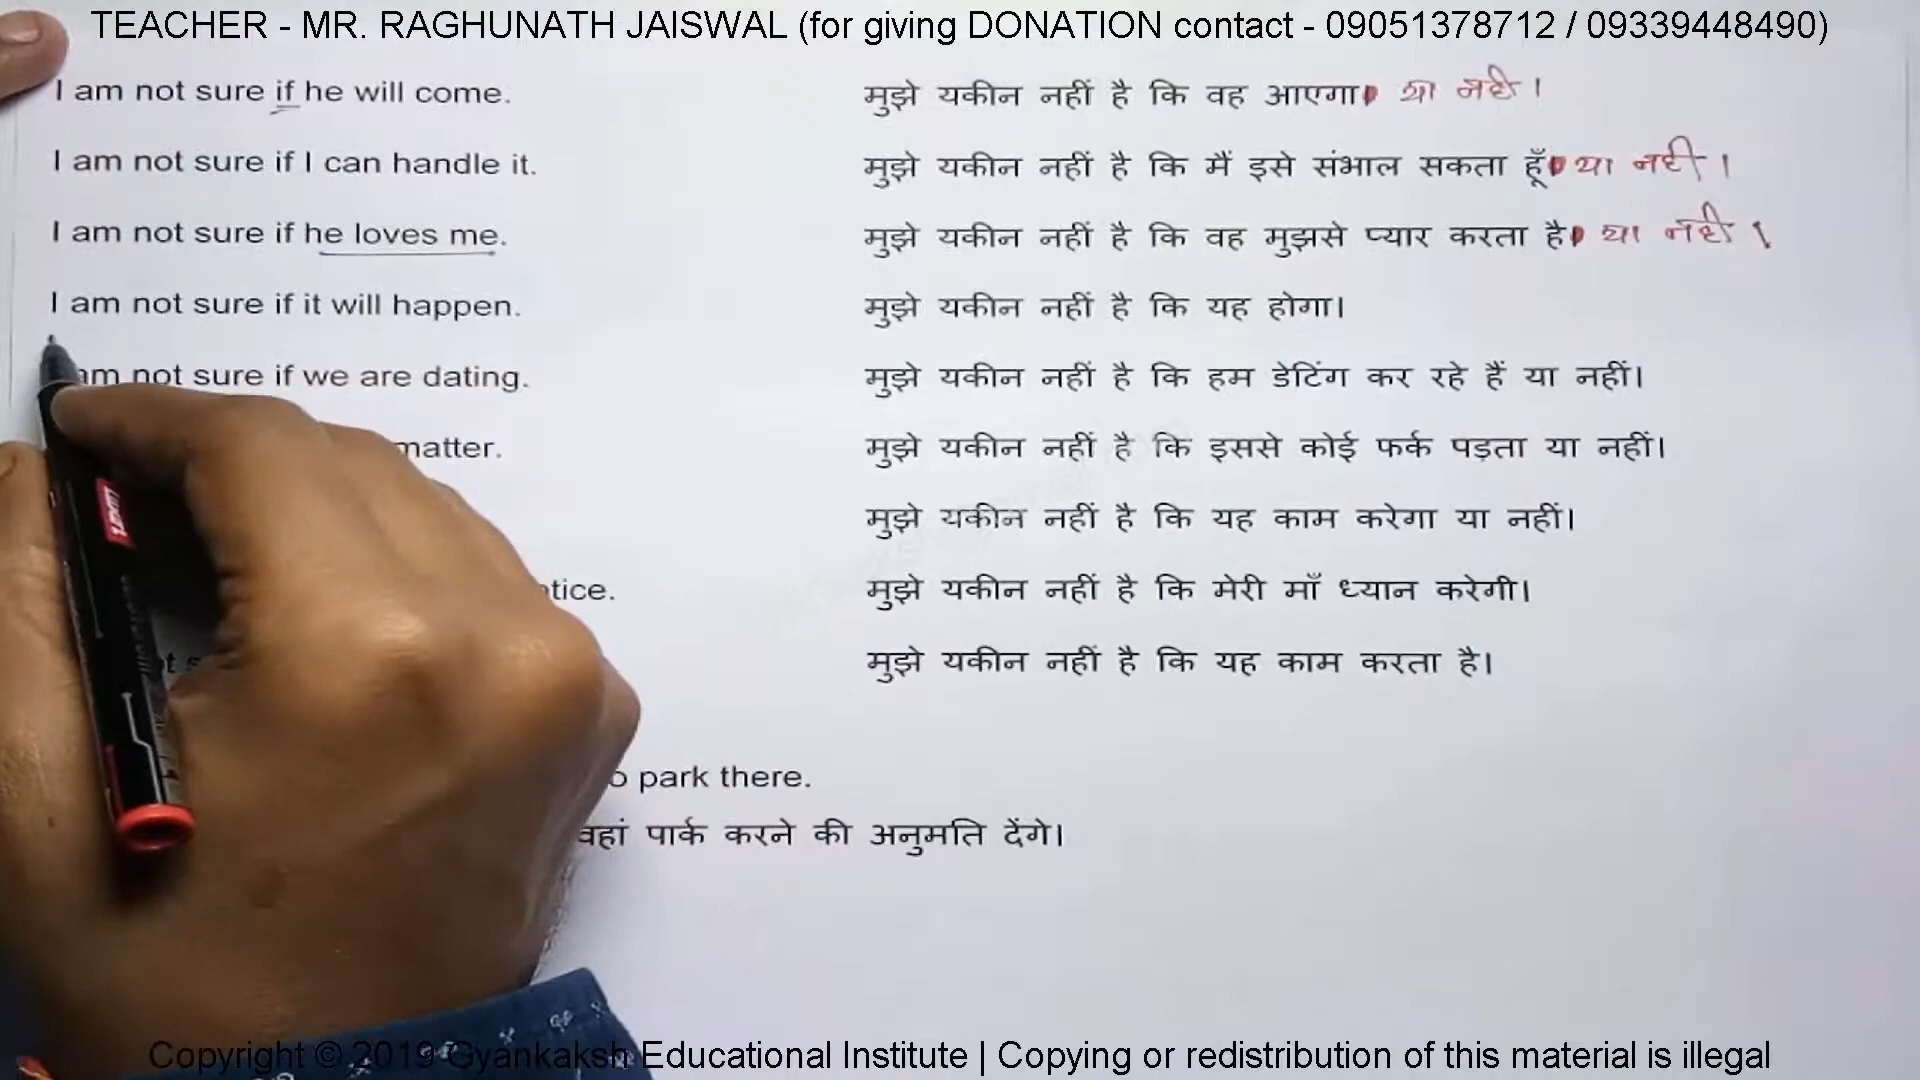 TEACHER - MR. RAGHUNATH JAISWAL (for giving DONATION contact - 09051378712 / 09339448490)
I am not sure if he will come. मुझे यकीन नहीं है कि वह आएगा या नही।
I am not sure if I can handle it. मुझे यकीन नहीं है कि मैं इसे संभाल सकता हूँ या नही।
I am not sure if he loves me. मुझे यकीन नहीं है कि वह मुझसे प्यार करता है या नही।
I am not sure if it will happen. मुझे यकीन नहीं है कि यह होगा।
am not sure if we are dating. मुझे यकीन नहीं है कि हम डेटिंग कर रहे हैं या नहीं।
matter. मुझे यकीन नहीं है कि इससे कोई फर्क पड़ता या नहीं।
मुझे यकीन नहीं है कि यह काम करेगा या नहीं।
मुझे यकीन नहीं है कि मेरी माँ ध्यान करेगी।
मुझे यकीन नहीं है कि यह काम करता है।
park there.
वहां पार्क करने की अनुमति देंगे।
Copyright © 2019 Gyankaksh Educational Institute | Copying or redistribution of this material is illegal